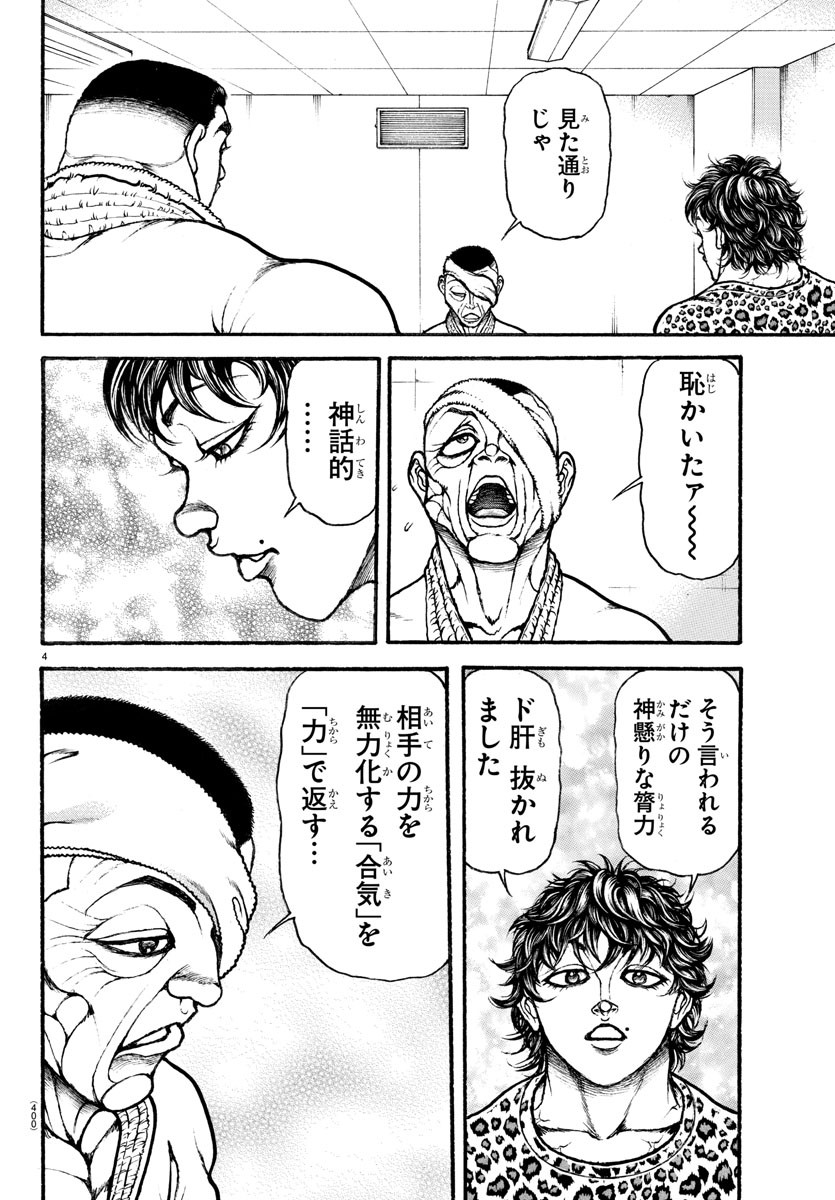 見た通り
じゃ
恥かいたァ〜〜〜
神話的
……
そう言われる
だけの
神懸りな膂力
ド肝 抜かれ
ました
相手の力を
無力化する「合気」を
「力」で返す…
4
(400)